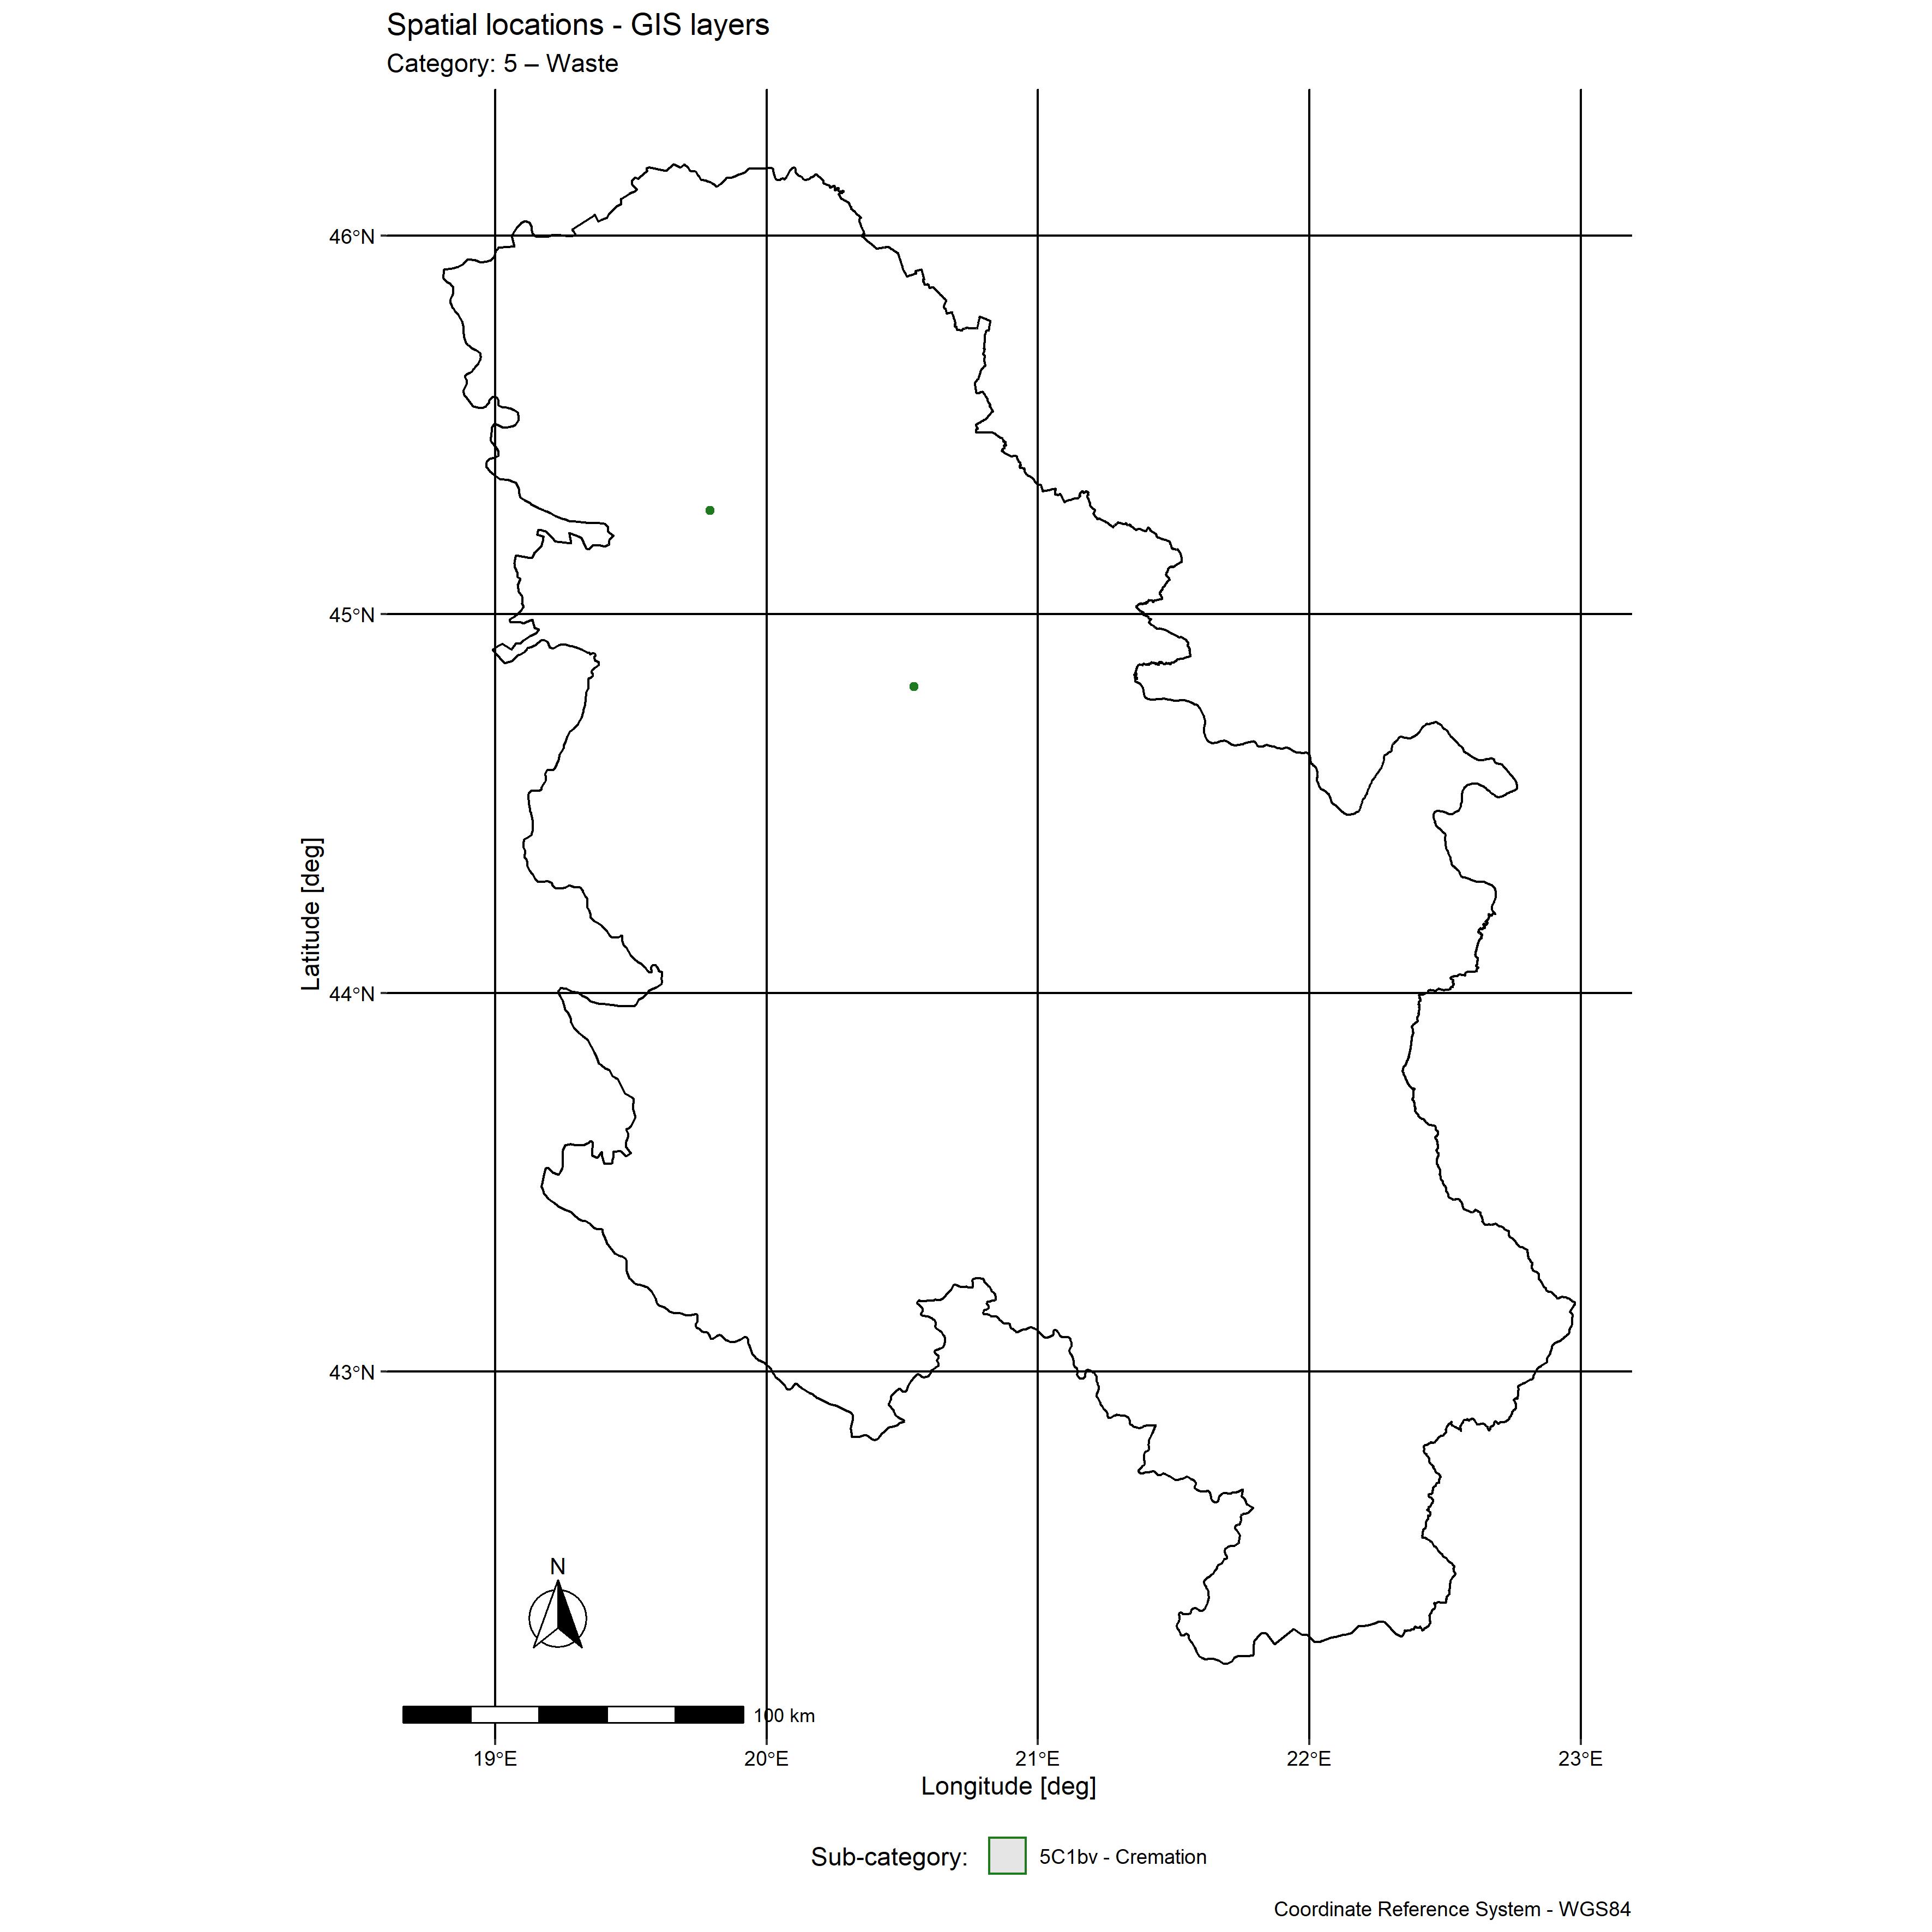 Spatial locations - GIS layers
Category: 5 – Waste
46°N
45°N
44°N
43°N
Latitude [deg]
N
100 km
19°E 20°E 21°E 22°E 23°E
Longitude [deg]
Sub-category: 5C1bv - Cremation
Coordinate Reference System - WGS84